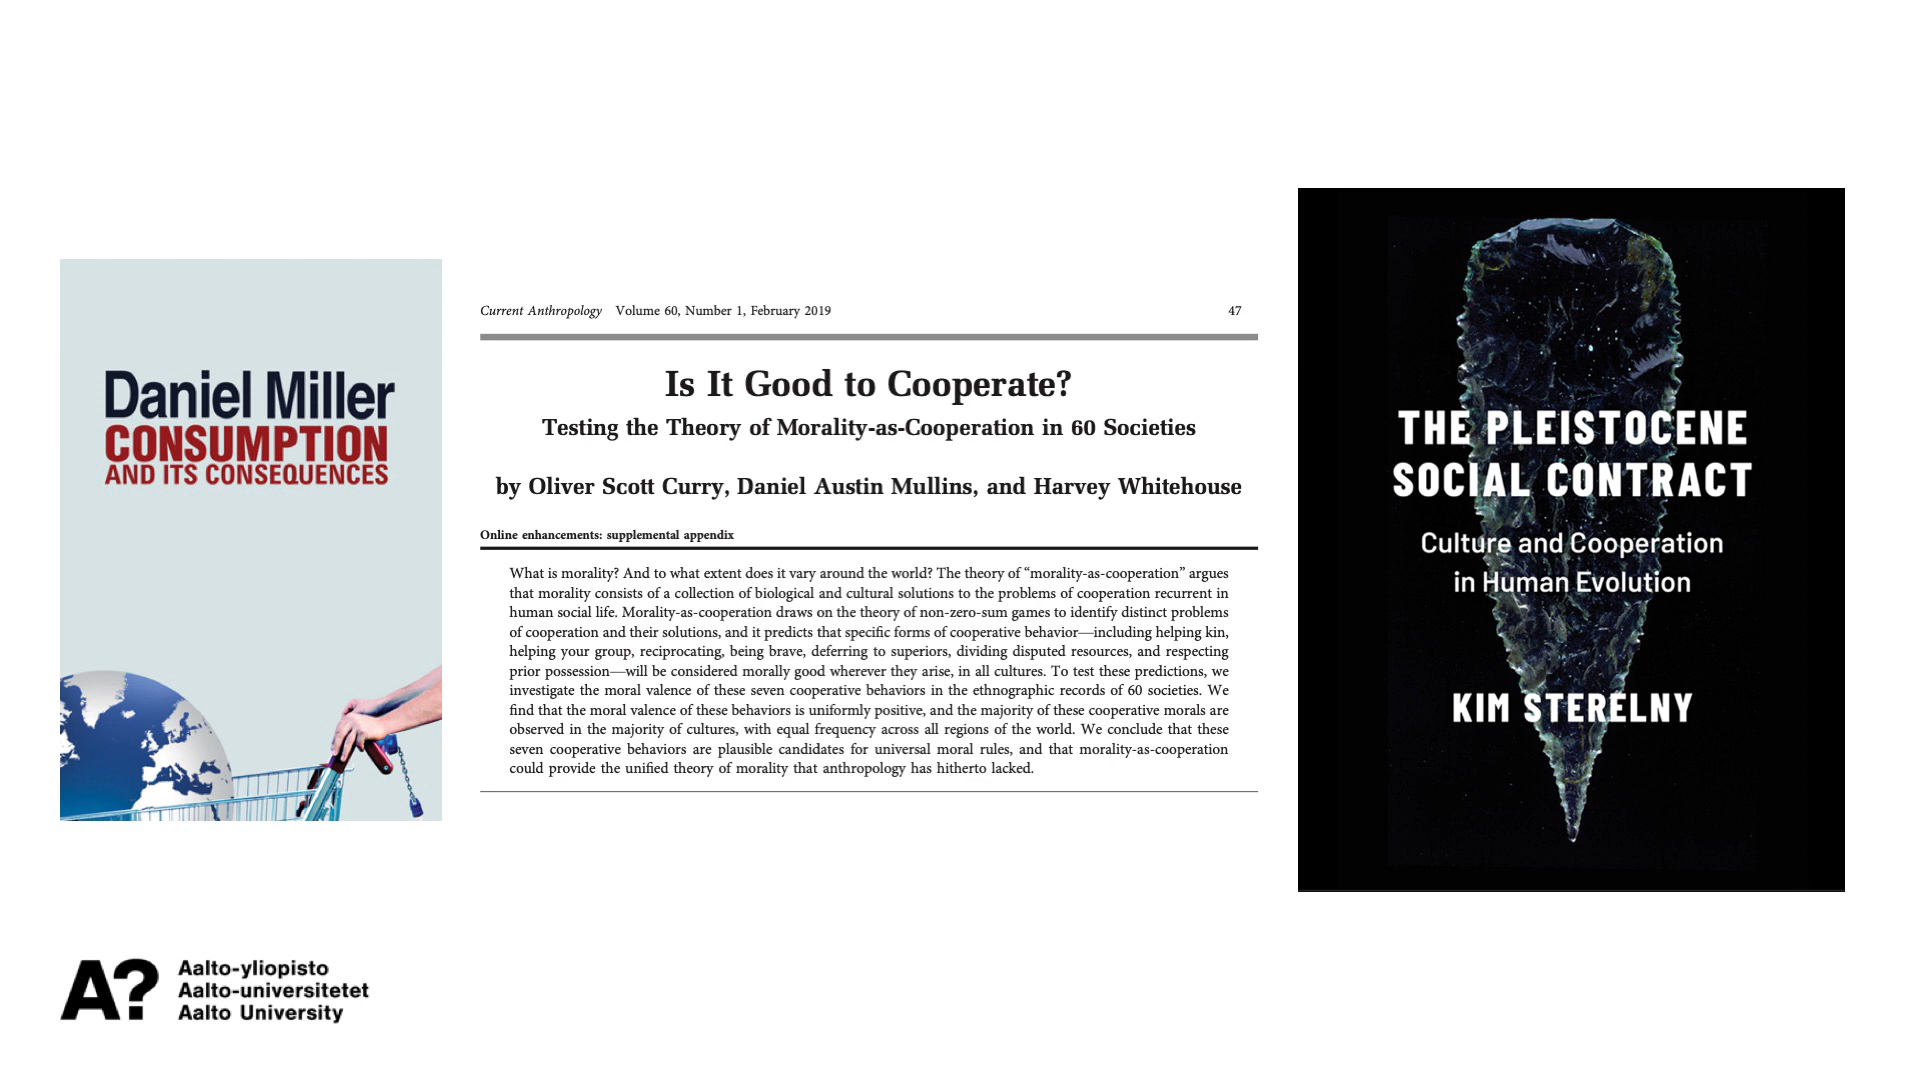 Daniel Miller
CONSUMPTION
AND ITS CONSEQUENCES
Current Anthropology Volume 60, Number 1, February 2019 47
Is It Good to Cooperate?
Testing the Theory of Morality-as-Cooperation in 60 Societies
by Oliver Scott Curry, Daniel Austin Mullins, and Harvey Whitehouse
Online enhancements: supplemental appendix
What is morality? And to what extent does it vary around the world? The theory of “morality-as-cooperation” argues
that morality consists of a collection of biological and cultural solutions to the problems of cooperation recurrent in
human social life. Morality-as-cooperation draws on the theory of non-zero-sum games to identify distinct problems
of cooperation and their solutions, and it predicts that specific forms of cooperative behavior—including helping kin,
helping your group, reciprocating, being brave, deferring to superiors, dividing disputed resources, and respecting
prior possession—will be considered morally good wherever they arise, in all cultures. To test these predictions, we
investigate the moral valence of these seven cooperative behaviors in the ethnographic records of 60 societies. We
find that the moral valence of these behaviors is uniformly positive, and the majority of these cooperative morals are
observed in the majority of cultures, with equal frequency across all regions of the world. We conclude that these
seven cooperative behaviors are plausible candidates for universal moral rules, and that morality-as-cooperation
could provide the unified theory of morality that anthropology has hitherto lacked.
THE PLEISTOCENE
SOCIAL CONTRACT
Culture and Cooperation
in Human Evolution
KIM STERELNY
A?
Aalto-yliopisto
Aalto-universitetet
Aalto University